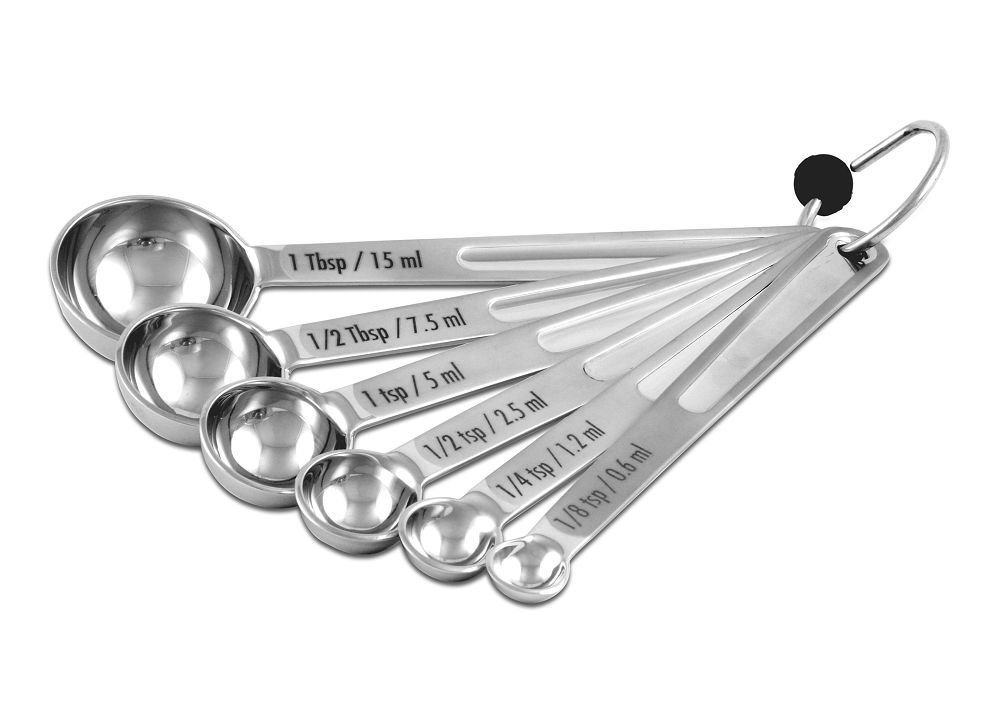 1 Tbsp / 15 ml
1/2 Tbsp / 7.5 ml
1 tsp / 5 ml
1/2 tsp / 2.5 ml
1/4 tsp / 1.2 ml
1/8 tsp / 0.6 ml